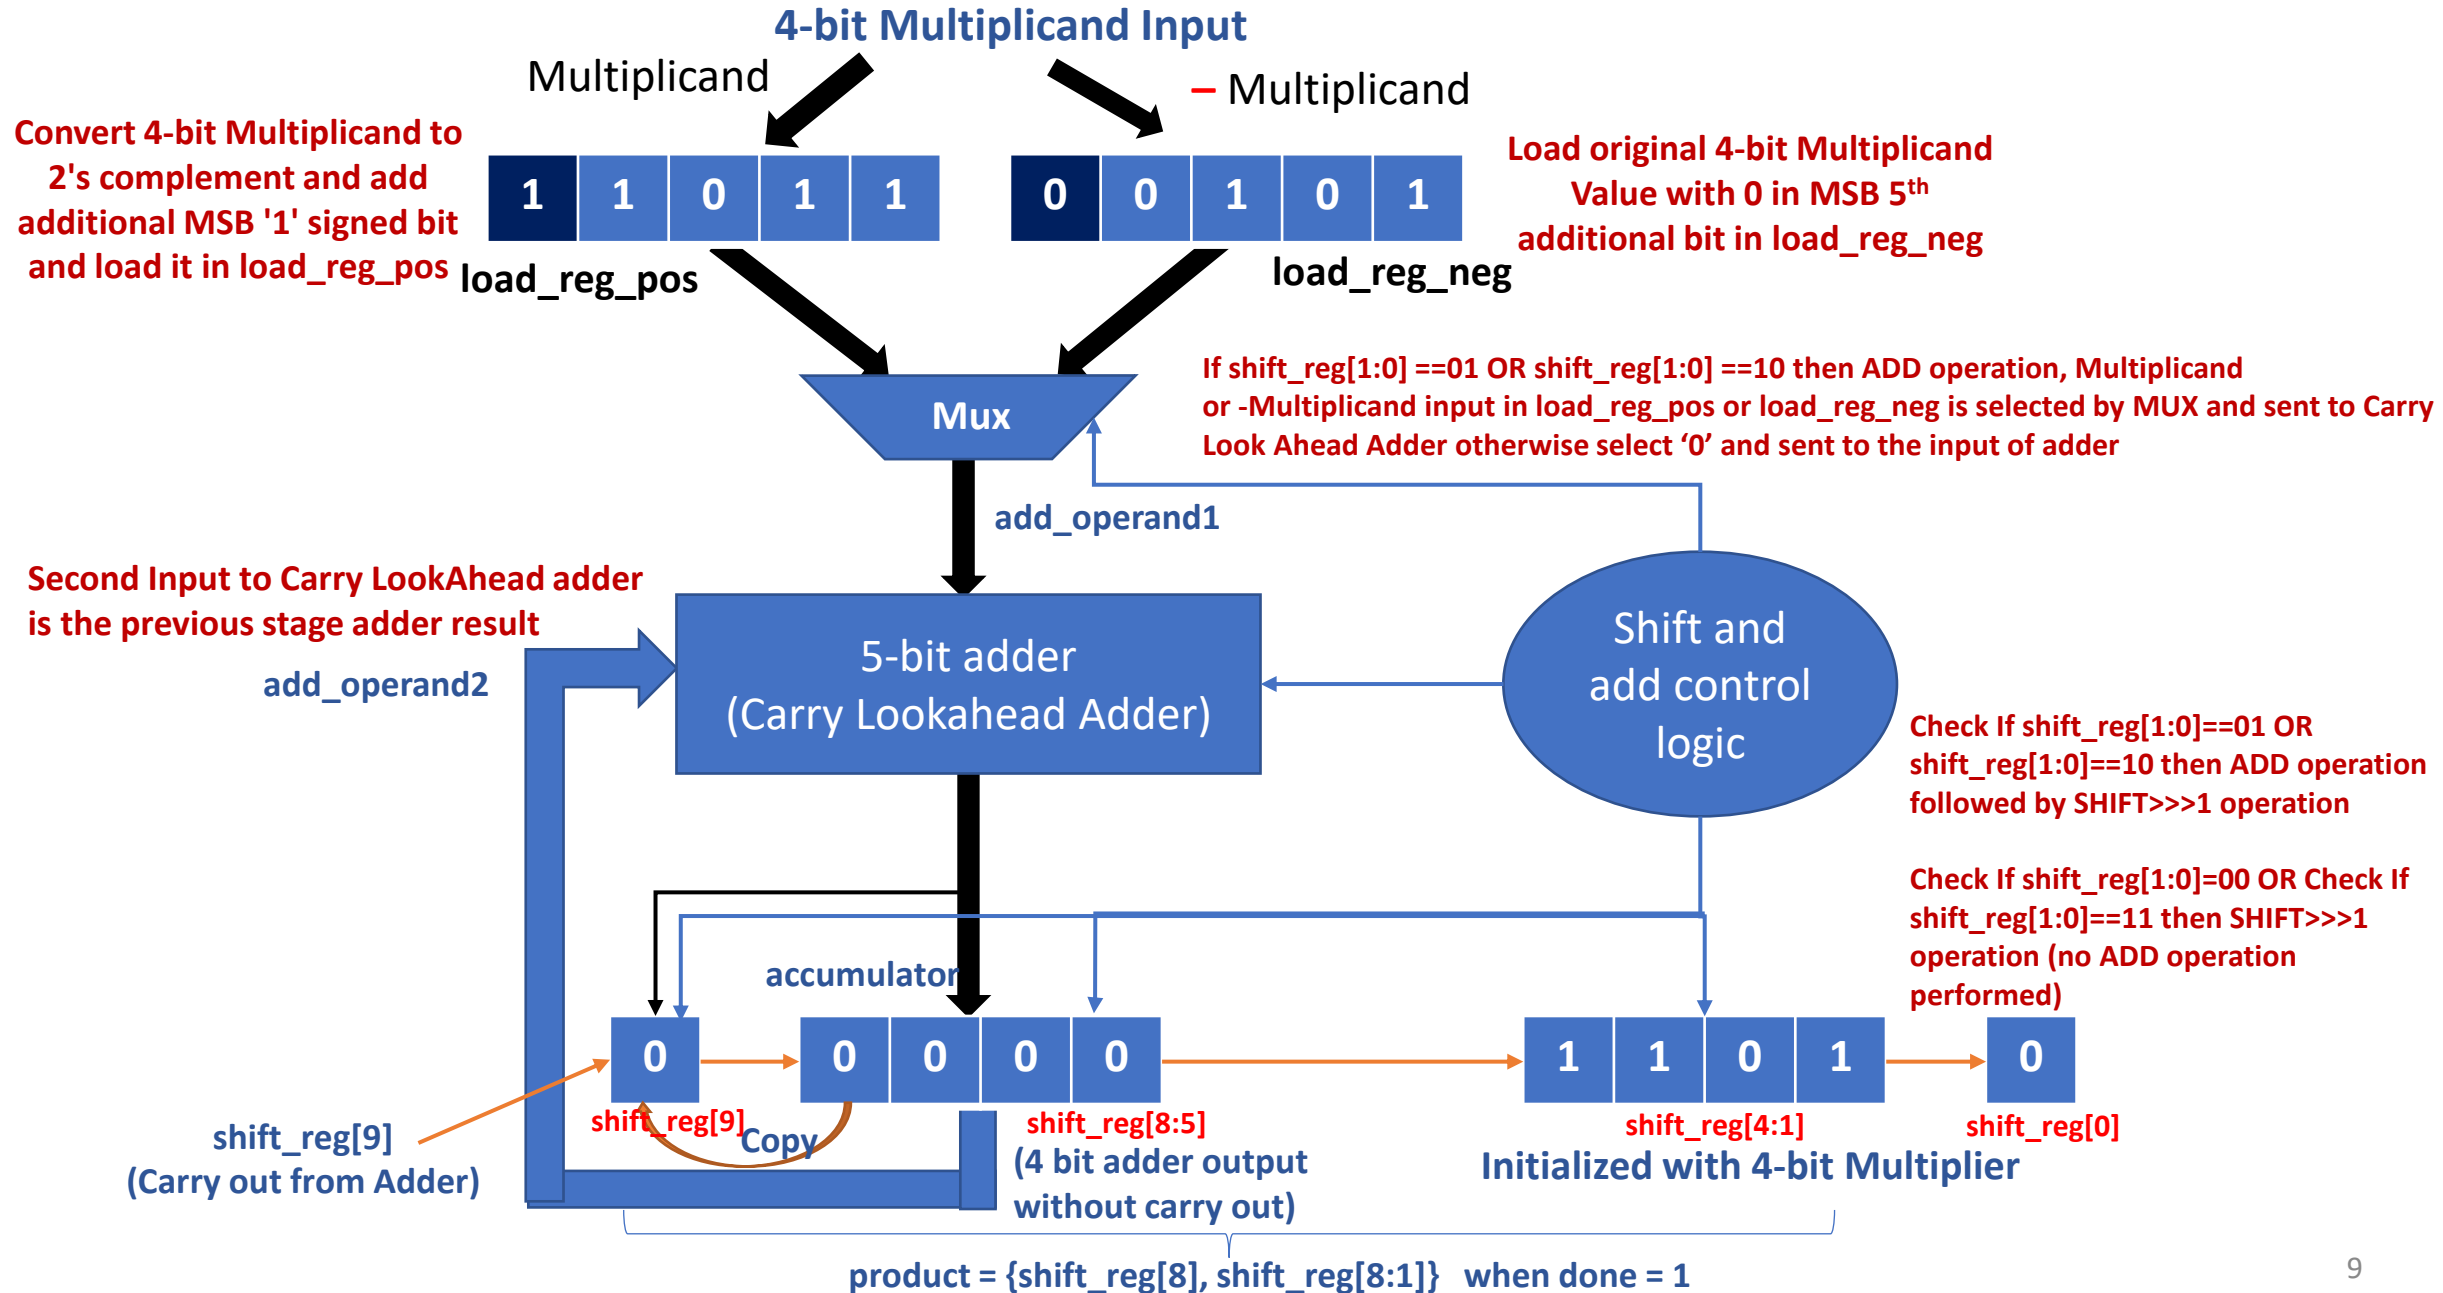 4-bit Multiplicand Input
Multiplicand
– Multiplicand
Convert 4-bit Multiplicand to
2's complement and add
additional MSB '1' signed bit
and load it in load_reg_pos
1 1 0 1 1
load_reg_pos
0 0 1 0 1
load_reg_neg
Load original 4-bit Multiplicand
Value with 0 in MSB 5th
additional bit in load_reg_neg
Mux
If shift_reg[1:0] ==01 OR shift_reg[1:0] ==10 then ADD operation, Multiplicand
or -Multiplicand input in load_reg_pos or load_reg_neg is selected by MUX and sent to Carry
Look Ahead Adder otherwise select ‘0’ and sent to the input of adder
add_operand1
Second Input to Carry LookAhead adder
is the previous stage adder result
add_operand2
5-bit adder
(Carry Lookahead Adder)
Shift and
add control
logic
Check If shift_reg[1:0]==01 OR
shift_reg[1:0]==10 then ADD operation
followed by SHIFT>>>1 operation
Check If shift_reg[1:0]=00 OR Check If
shift_reg[1:0]==11 then SHIFT>>>1
operation (no ADD operation
performed)
accumulator
0
0 0 0 0
1 1 0 1
0
shift_reg[9]
Copy
shift_reg[8:5]
shift_reg[4:1]
shift_reg[0]
shift_reg[9]
(Carry out from Adder)
(4 bit adder output
without carry out)
Initialized with 4-bit Multiplier
product = {shift_reg[8], shift_reg[8:1]} when done = 1
9